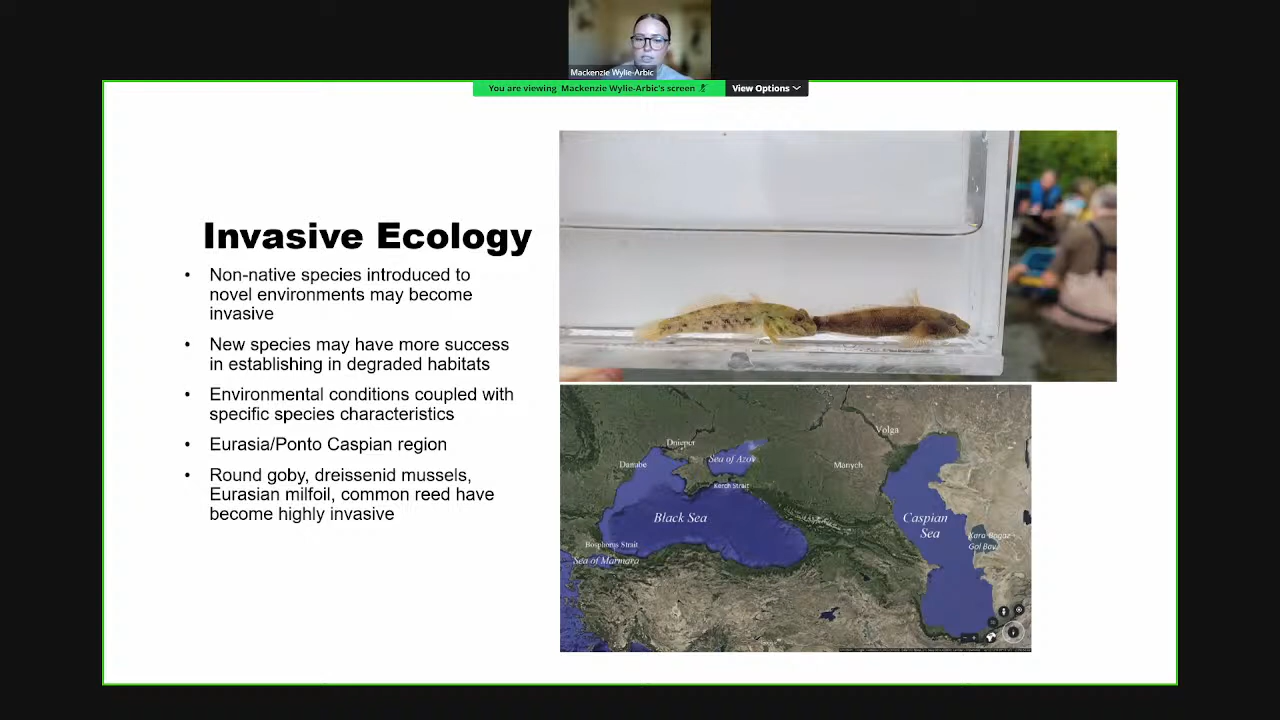 Mackenzie Wylie-Arbic
You are viewing Mackenzie Wylie-Arbic's screen
View Options
Invasive Ecology
• Non-native species introduced to
novel environments may become
invasive
• New species may have more success
in establishing in degraded habitats
• Environmental conditions coupled with
specific species characteristics
• Eurasia/Ponto Caspian region
• Round goby, dreissenid mussels,
Eurasian milfoil, common reed have
become highly invasive
Volga
Dnieper
Sea of Azov
Danube
Manych
Kerch Strait
Black Sea
Caspian
Sea
Kara-Bogaz-
Gol Bay
Bosphorus Strait
Sea of Marmara